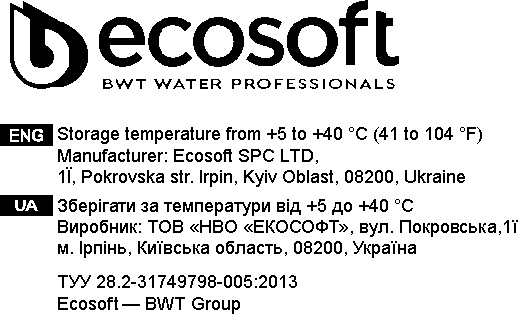 ecosoft
BWT WATER PROFESSIONALS
ENG Storage temperature from +5 to +40 °C (41 to 104 °F)
Manufacturer: Ecosoft SPC LTD,
1Ї, Pokrovska str. Irpin, Kyiv Oblast, 08200, Ukraine
UA Зберігати за температури від +5 до +40 °C
Виробник: ТОВ «НВО «ЕКОСОФТ», вул. Покровська,1ї
м. Ірпінь, Київська область, 08200, Україна
ТУУ 28.2-31749798-005:2013
Ecosoft — BWT Group